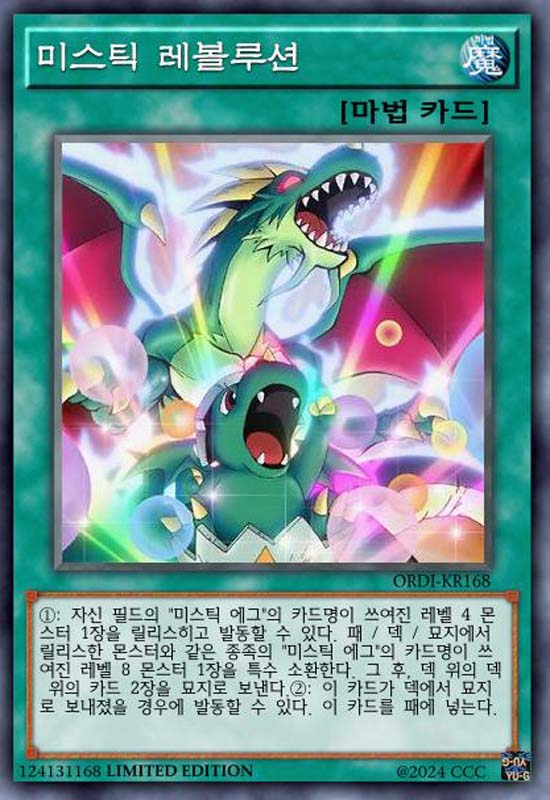 미스틱 레볼루션
마법
魔
[마법 카드]
ORDI-KR168
①: 자신 필드의 "미스틱 에그"의 카드명이 쓰여진 레벨 4 몬
스터 1장을 릴리스히고 발동할 수 있다. 패 / 덱 / 묘지에서
릴리스한 몬스터와 같은 종족의 "미스틱 에그"의 카드명이 쓰
여진 레벨 8 몬스터 1장을 특수 소환한다. 그 후, 덱 위의 덱
위의 카드 2장을 묘지로 보낸다.②: 이 카드가 덱에서 묘지
로 보내졌을 경우에 발동할 수 있다. 이 카드를 패에 넣는다.
124131168 LIMITED EDITION
@2024 CCC
YU-G
YU-G